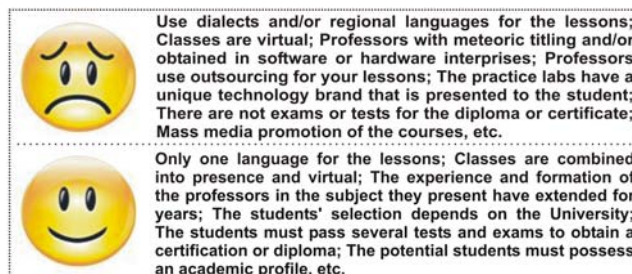 Use dialects and/or regional languages for the lessons;
Classes are virtual; Professors with meteoric titling and/or
obtained in software or hardware interprises; Professors
use outsourcing for your lessons; The practice labs have a
unique technology brand that is presented to the student;
There are not exams or tests for the diploma or certificate;
Mass media promotion of the courses, etc.
Only one language for the lessons; Classes are combined
into presence and virtual; The experience and formation of
the professors in the subject they present have extended for
years; The students' selection depends on the University;
The students must pass several tests and exams to obtain a
certification or diploma; The potential students must possess
an academic profile, etc.